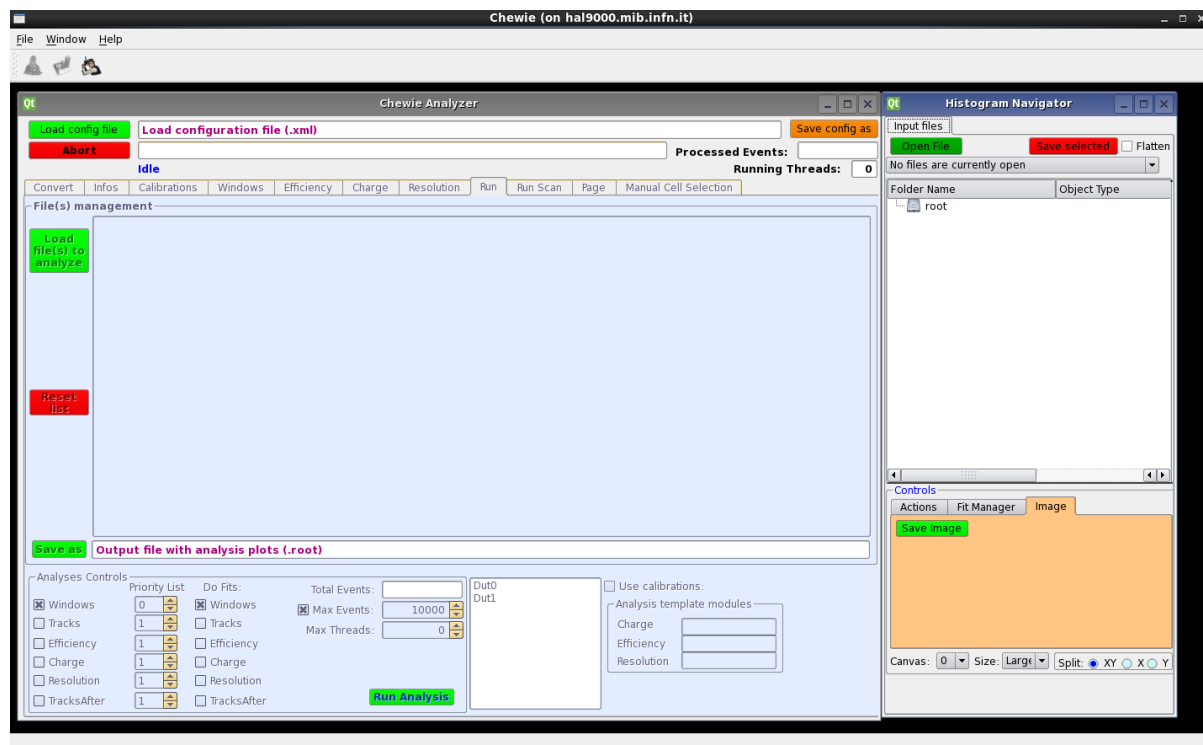 Chewie (on hal9000.mib.infn.it)
File Window Help
Qt Chewie Analyzer
Load config file Load configuration file (.xml) Save config as
Abort Processed Events:
Idle Running Threads: 0
Convert Infos Calibrations Windows Efficiency Charge Resolution Run Run Scan Page Manual Cell Selection
File(s) management
Load
file(s) to
analyze
Reset
list
Save as Output file with analysis plots (.root)
Analyses Controls
Priority List Do Fits: Total Events:
Windows 0 Windows Max Events: 10000
Tracks 1 Tracks Max Threads: 0
Efficiency 1 Efficiency
Charge 1 Charge
Resolution 1 Resolution
TracksAfter 1 TracksAfter
Run Analysis
Dut0
Dut1
Use calibrations:
Analysis template modules
Charge
Efficiency
Resolution
Qt Histogram Navigator
Input files
Open File Save selected Flatten
No files are currently open
Folder Name Object Type
root
Controls
Actions Fit Manager Image
Save Image
Canvas: 0 Size: Large Split: XY X Y